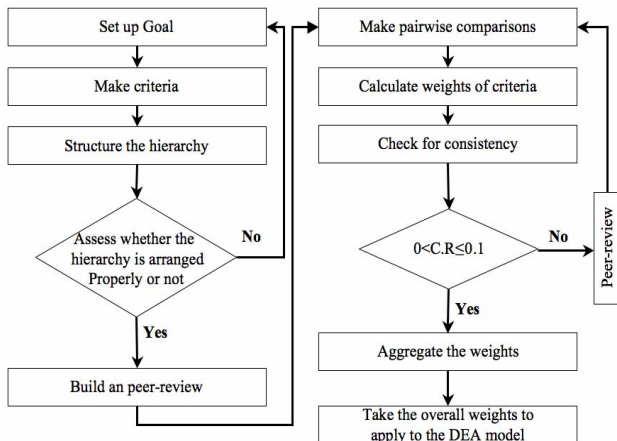 Set up Goal
Make criteria
Structure the hierarchy
Assess whether the
hierarchy is arranged
Properly or not
No
Yes
Build an peer-review
Make pairwise comparisons
Calculate weights of criteria
Check for consistency
0<C.R≤0.1
No
Peer-review
Yes
Aggregate the weights
Take the overall weights to
apply to the DEA model